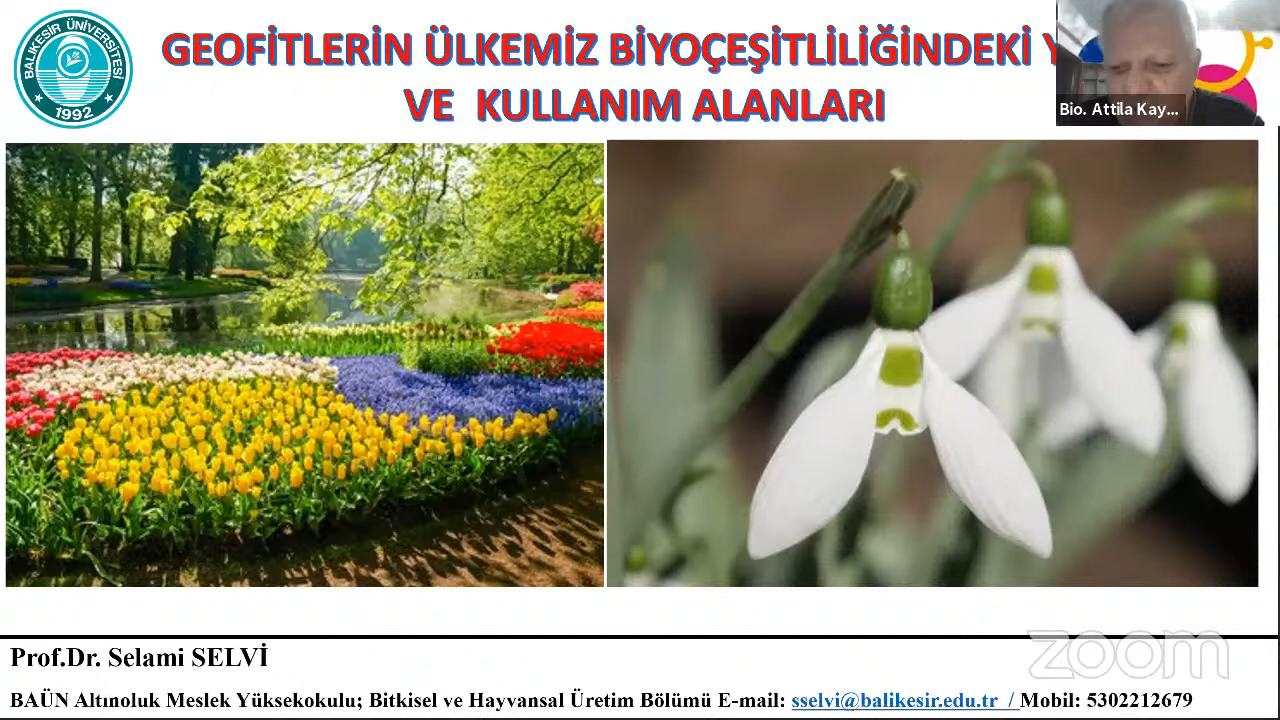 BALIKESİR ÜNİVERSİTESİ
1992
GEOFİTLERİN ÜLKEMİZ BİYOÇEŞİTLİLİĞİNDEKİ
VE KULLANIM ALANLARI
Bio. Attila Kay...
Prof.Dr. Selami SELVİ
zoom
BAÜN Altınoluk Meslek Yüksekokulu; Bitkisel ve Hayvansal Üretim Bölümü E-mail: sselvi@balikesir.edu.tr / Mobil: 5302212679